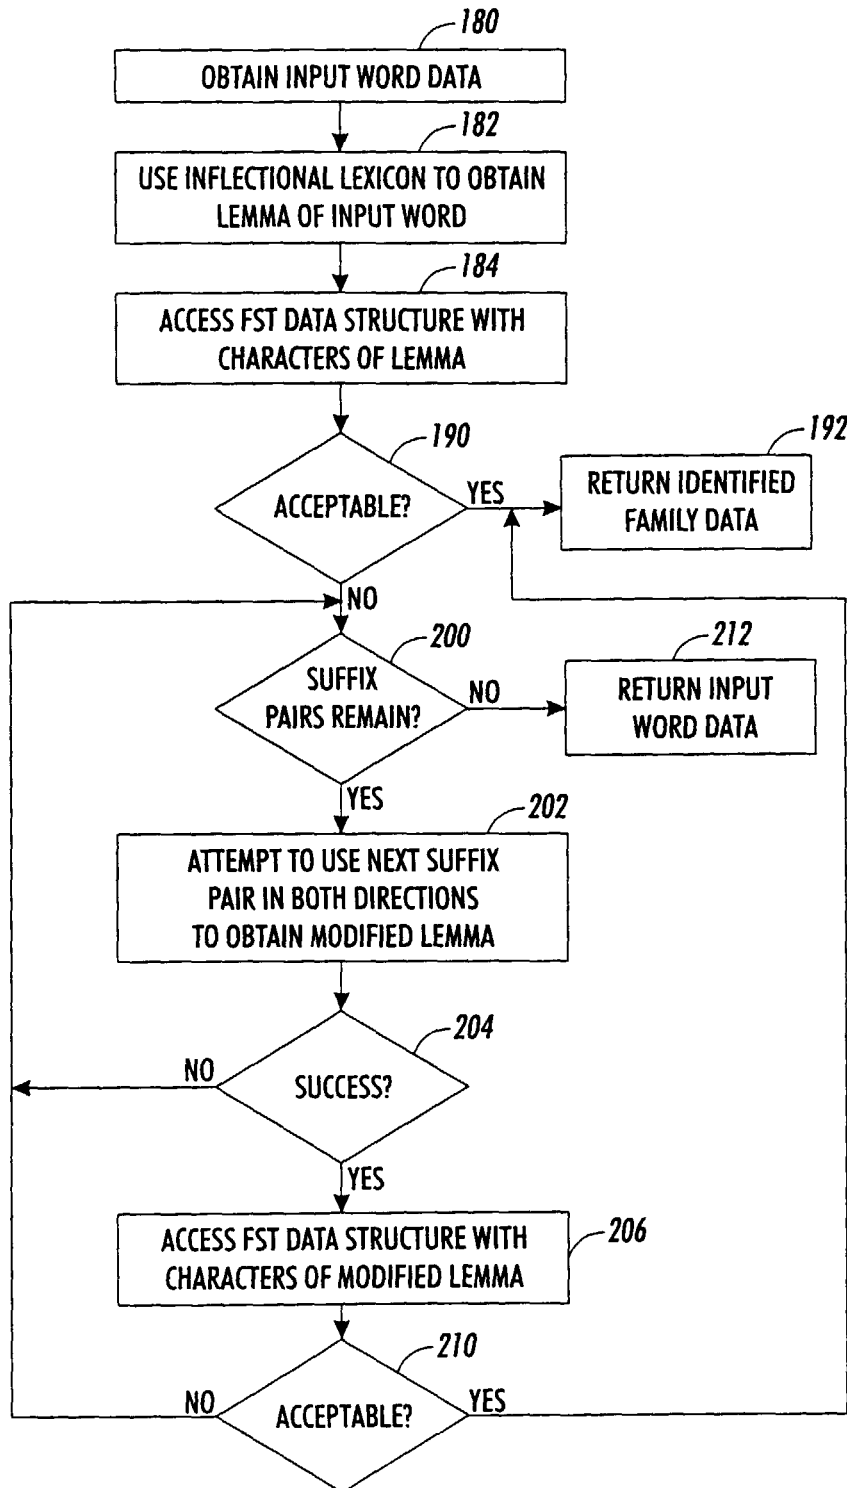 180
OBTAIN INPUT WORD DATA
182
USE INFLECTIONAL LEXICON TO OBTAIN
LEMMA OF INPUT WORD
184
ACCESS FST DATA STRUCTURE WITH
CHARACTERS OF LEMMA
190
ACCEPTABLE?
YES
192
RETURN IDENTIFIED
FAMILY DATA
NO
200
SUFFIX
PAIRS REMAIN?
NO
212
RETURN INPUT
WORD DATA
YES
202
ATTEMPT TO USE NEXT SUFFIX
PAIR IN BOTH DIRECTIONS
TO OBTAIN MODIFIED LEMMA
204
NO
SUCCESS?
YES
206
ACCESS FST DATA STRUCTURE WITH
CHARACTERS OF MODIFIED LEMMA
210
NO
ACCEPTABLE?
YES